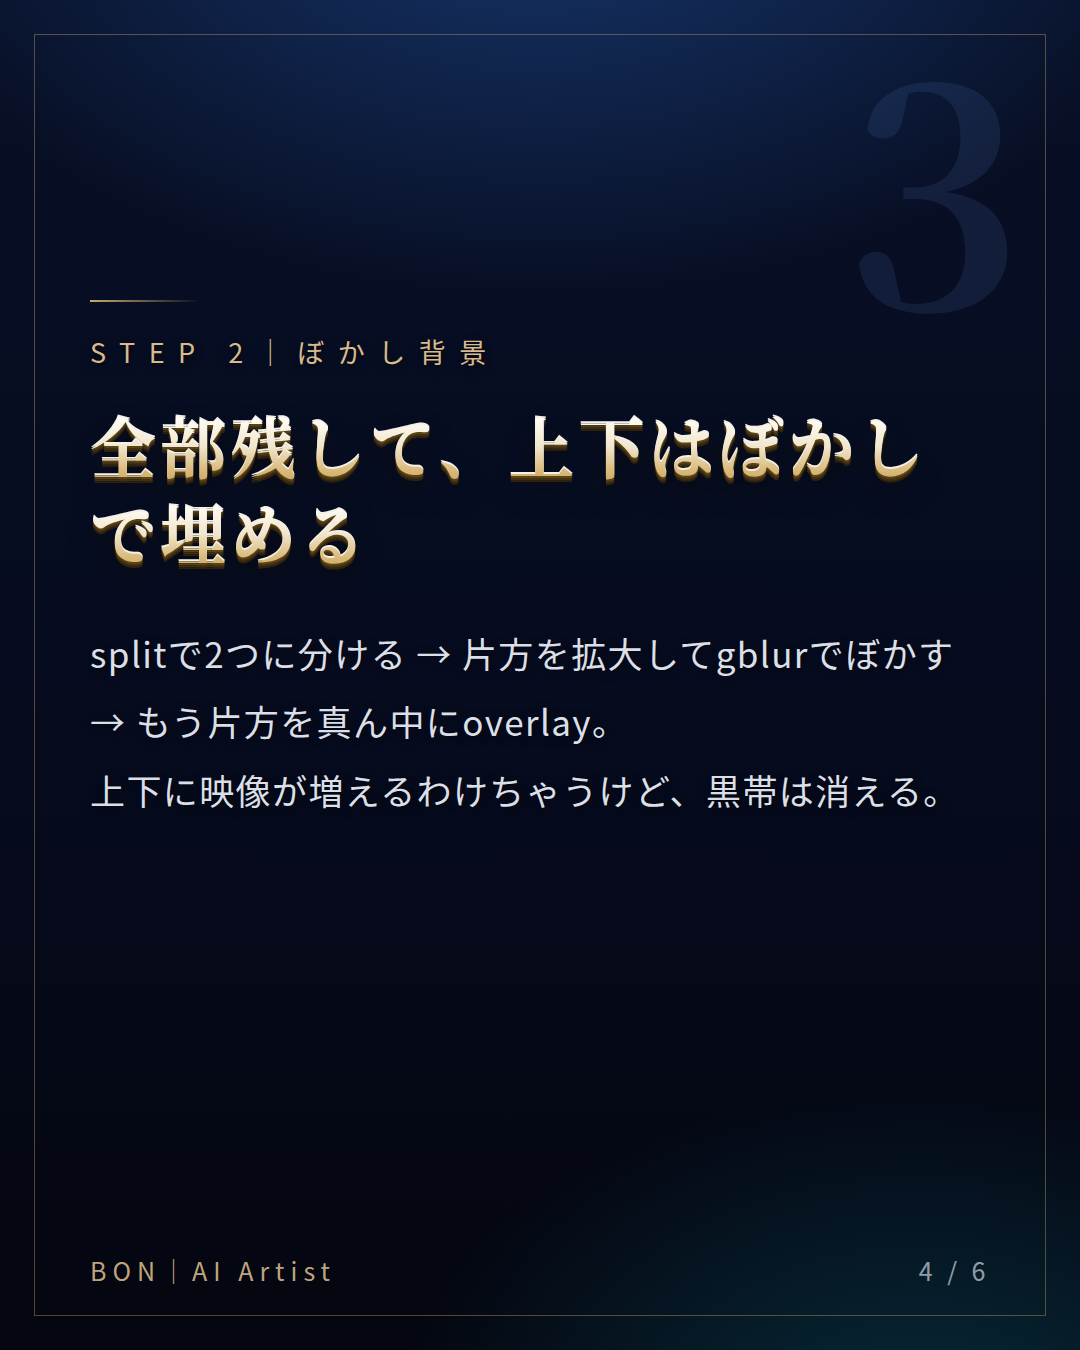 3
STEP 2｜ぼかし背景
全部残して、上下はぼかし
で埋める
splitで2つに分ける → 片方を拡大してgblurでぼかす
→ もう片方を真ん中にoverlay。
上下に映像が増えるわけちゃうけど、黒帯は消える。
BON｜AI Artist
4 / 6